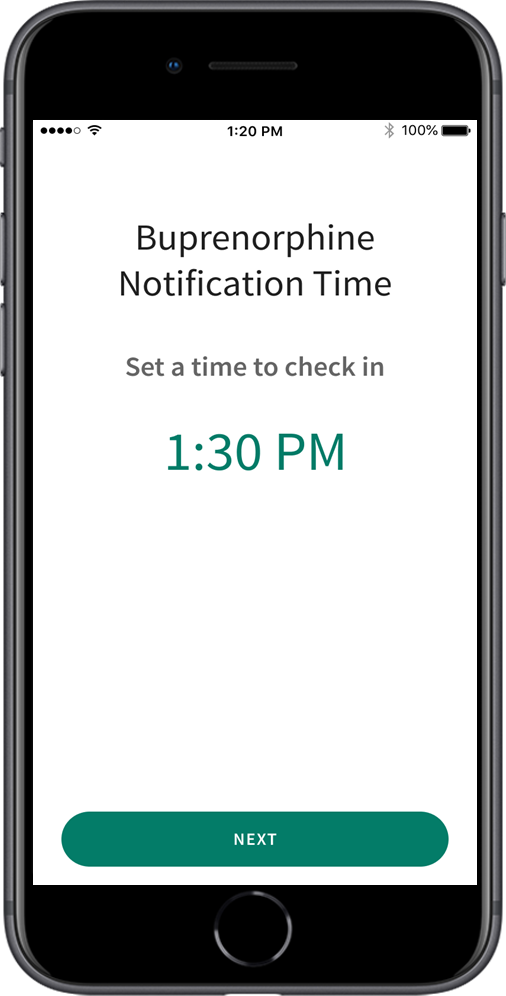 1:20 PM 100%
Buprenorphine
Notification Time
Set a time to check in
1:30 PM
NEXT